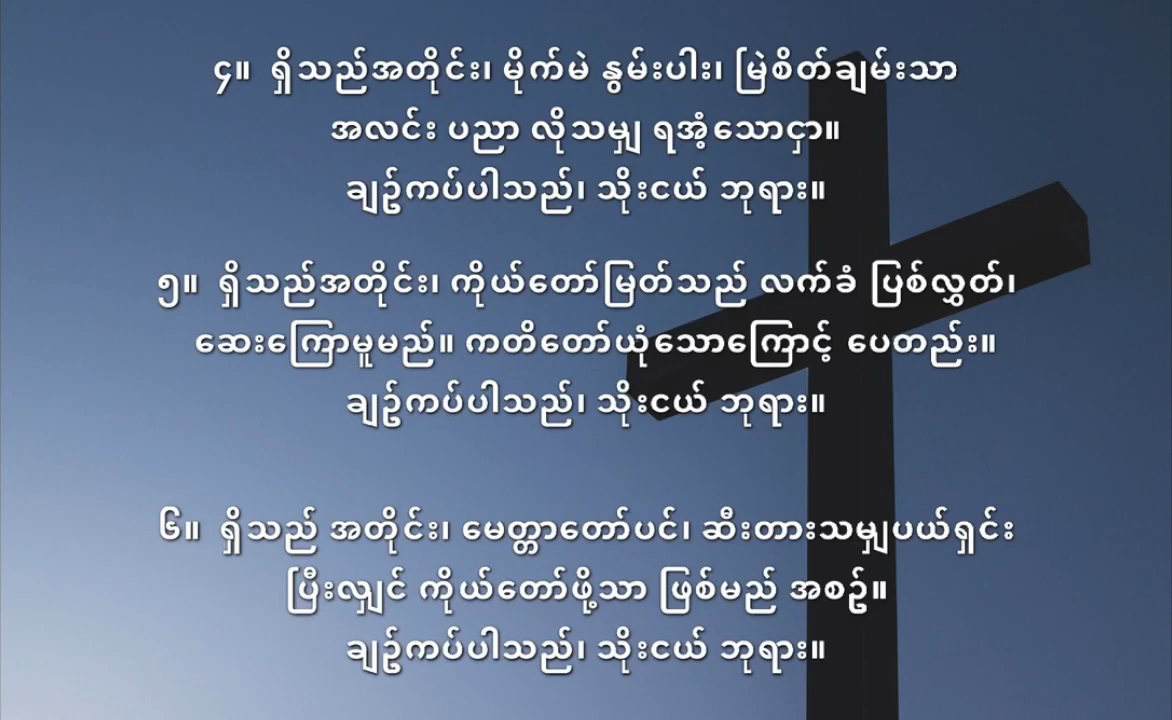 ၄။ ရှိသည်အတိုင်း၊ မိုက်မဲ နွမ်းပါး၊ မြဲစိတ်ချမ်းသာ
အလင်း ပညာ လိုသမျှ ရအံ့သောငှာ။
ချဥ်ကပ်ပါသည်၊ သိုးငယ် ဘုရား။
၅။ ရှိသည်အတိုင်း၊ ကိုယ်တော်မြတ်သည် လက်ခံ ပြစ်လွှတ်၊
ဆေးကြောမူမည်။ ကတိတော်ယုံသောကြောင့် ပေတည်း။
ချဥ်ကပ်ပါသည်၊ သိုးငယ် ဘုရား။
၆။ ရှိသည် အတိုင်း၊ မေတ္တာတော်ပင်၊ ဆီးတားသမျှပယ်ရှင်း
ပြီးလျှင် ကိုယ်တော်ဖို့သာ ဖြစ်မည် အစဥ်။
ချဥ်ကပ်ပါသည်၊ သိုးငယ် ဘုရား။